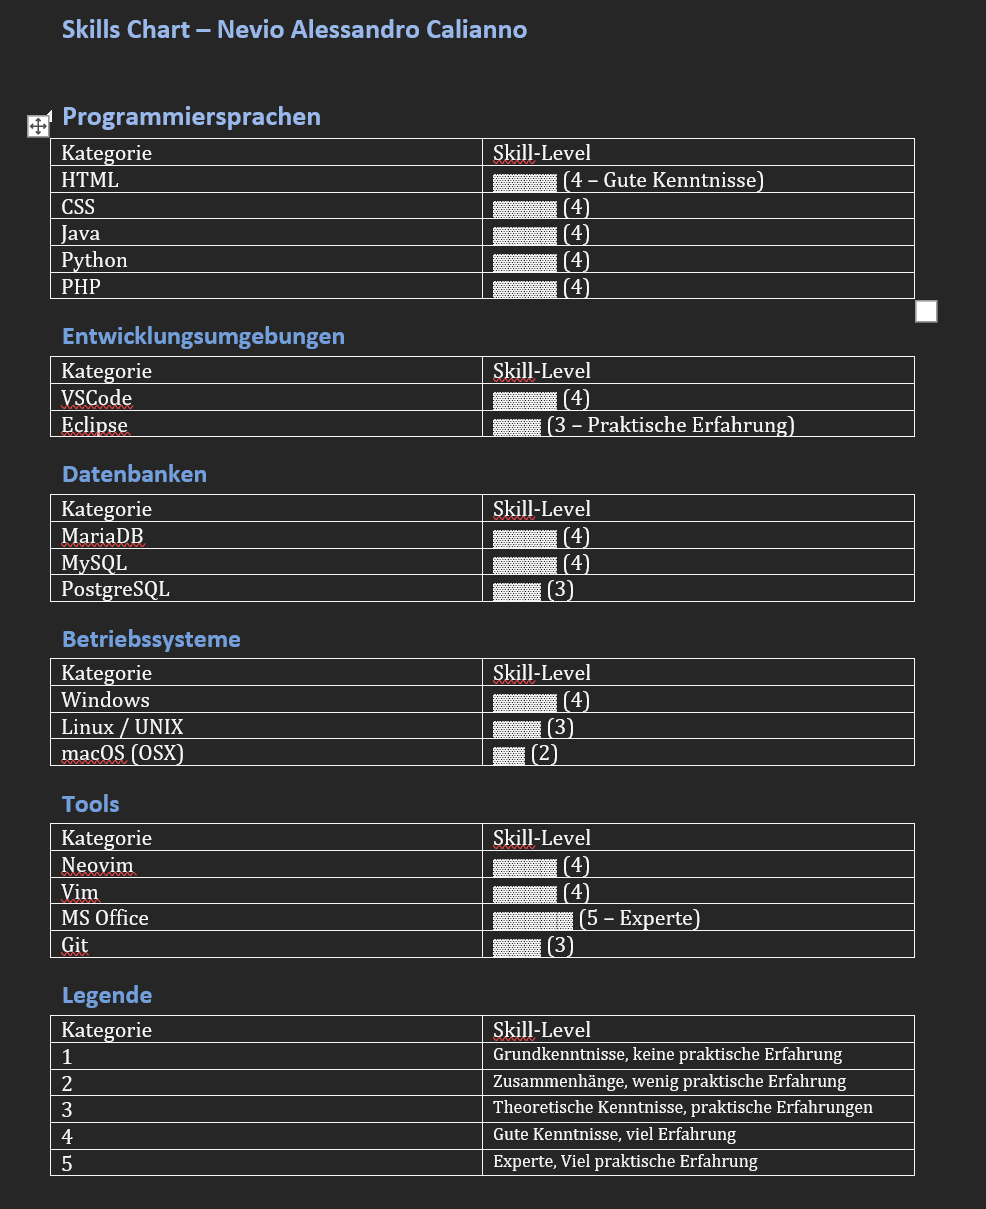 Skills Chart – Nevio Alessandro Calianno
Programmiersprachen
Kategorie Skill-Level
HTML ▓▓▓▓ (4 – Gute Kenntnisse)
CSS ▓▓▓▓ (4)
Java ▓▓▓▓ (4)
Python ▓▓▓▓ (4)
PHP ▓▓▓▓ (4)
Entwicklungsumgebungen
Kategorie Skill-Level
VSCode ▓▓▓▓ (4)
Eclipse ▓▓▓ (3 – Praktische Erfahrung)
Datenbanken
Kategorie Skill-Level
MariaDB ▓▓▓▓ (4)
MySQL ▓▓▓▓ (4)
PostgreSQL ▓▓▓ (3)
Betriebssysteme
Kategorie Skill-Level
Windows ▓▓▓▓ (4)
Linux / UNIX ▓▓▓ (3)
macOS (OSX) ▓▓ (2)
Tools
Kategorie Skill-Level
Neovim ▓▓▓▓ (4)
Vim ▓▓▓▓ (4)
MS Office ▓▓▓▓▓ (5 – Experte)
Git ▓▓▓ (3)
Legende
Kategorie Skill-Level
1 Grundkenntnisse, keine praktische Erfahrung
2 Zusammenhänge, wenig praktische Erfahrung
3 Theoretische Kenntnisse, praktische Erfahrungen
4 Gute Kenntnisse, viel Erfahrung
5 Experte, Viel praktische Erfahrung